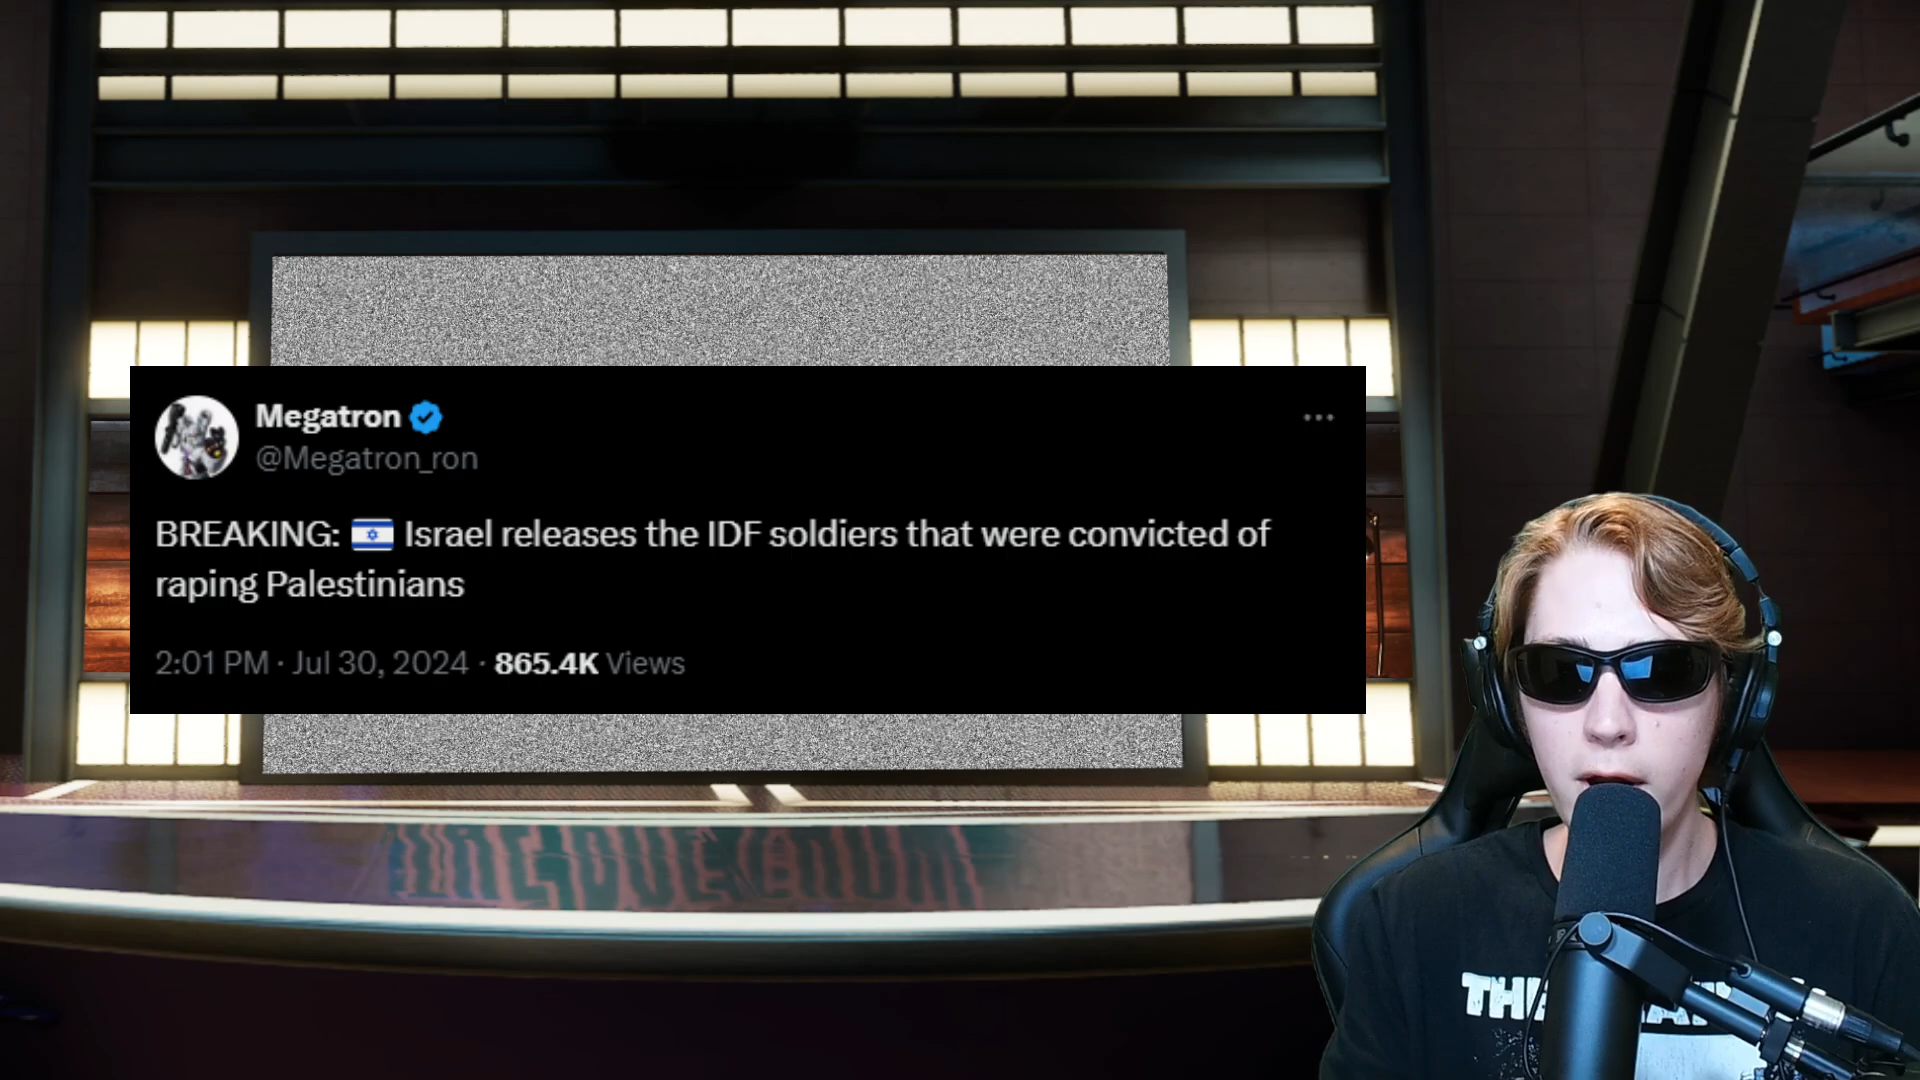 Megatron
@Megatron_ron
BREAKING: 🇮🇱 Israel releases the IDF soldiers that were convicted of
raping Palestinians
2:01 PM · Jul 30, 2024 · 865.4K Views
THE